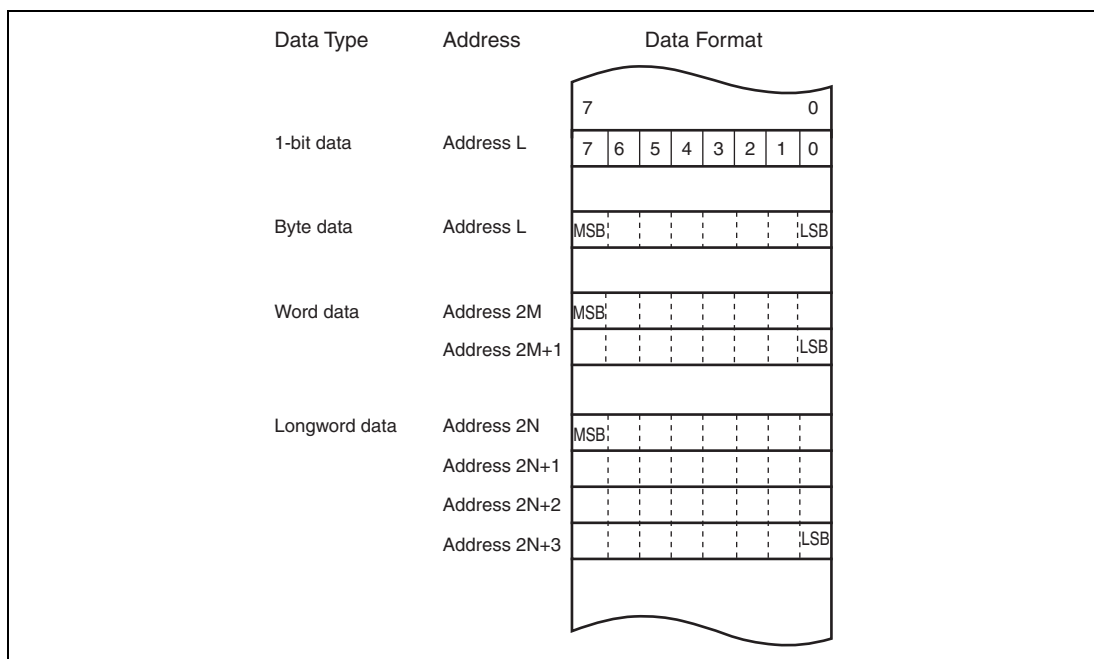 Data Type Address Data Format
7 0
1-bit data Address L 7 6 5 4 3 2 1 0
Byte data Address L MSB LSB
Word data Address 2M MSB
Address 2M+1 LSB
Longword data Address 2N MSB
Address 2N+1
Address 2N+2
Address 2N+3 LSB